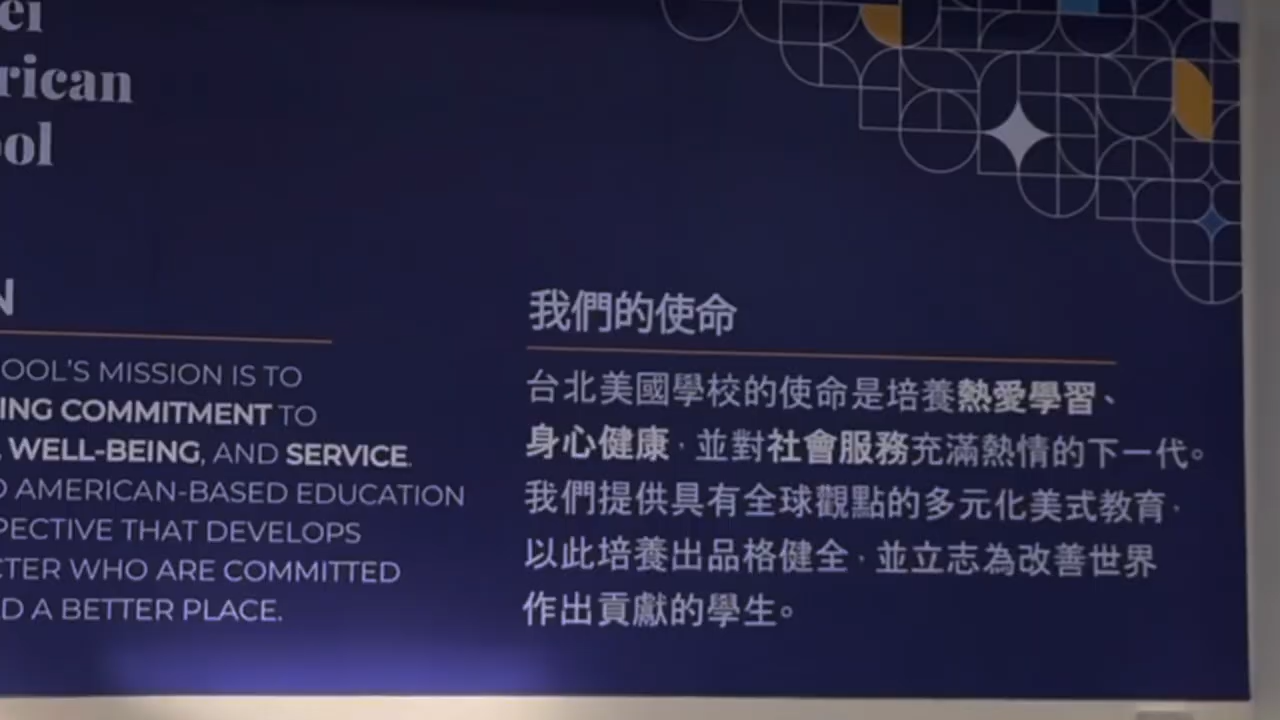 ei
rican
ol
N
OOL'S MISSION IS TO
ING COMMITMENT TO
, WELL-BEING, AND SERVICE.
D AMERICAN-BASED EDUCATION
PECTIVE THAT DEVELOPS
CTER WHO ARE COMMITTED
D A BETTER PLACE.
我們的使命
台北美國學校的使命是培養熱愛學習、
身心健康，並對社會服務充滿熱情的下一代。
我們提供具有全球觀點的多元化美式教育，
以此培養出品格健全，並立志為改善世界
作出貢獻的學生。